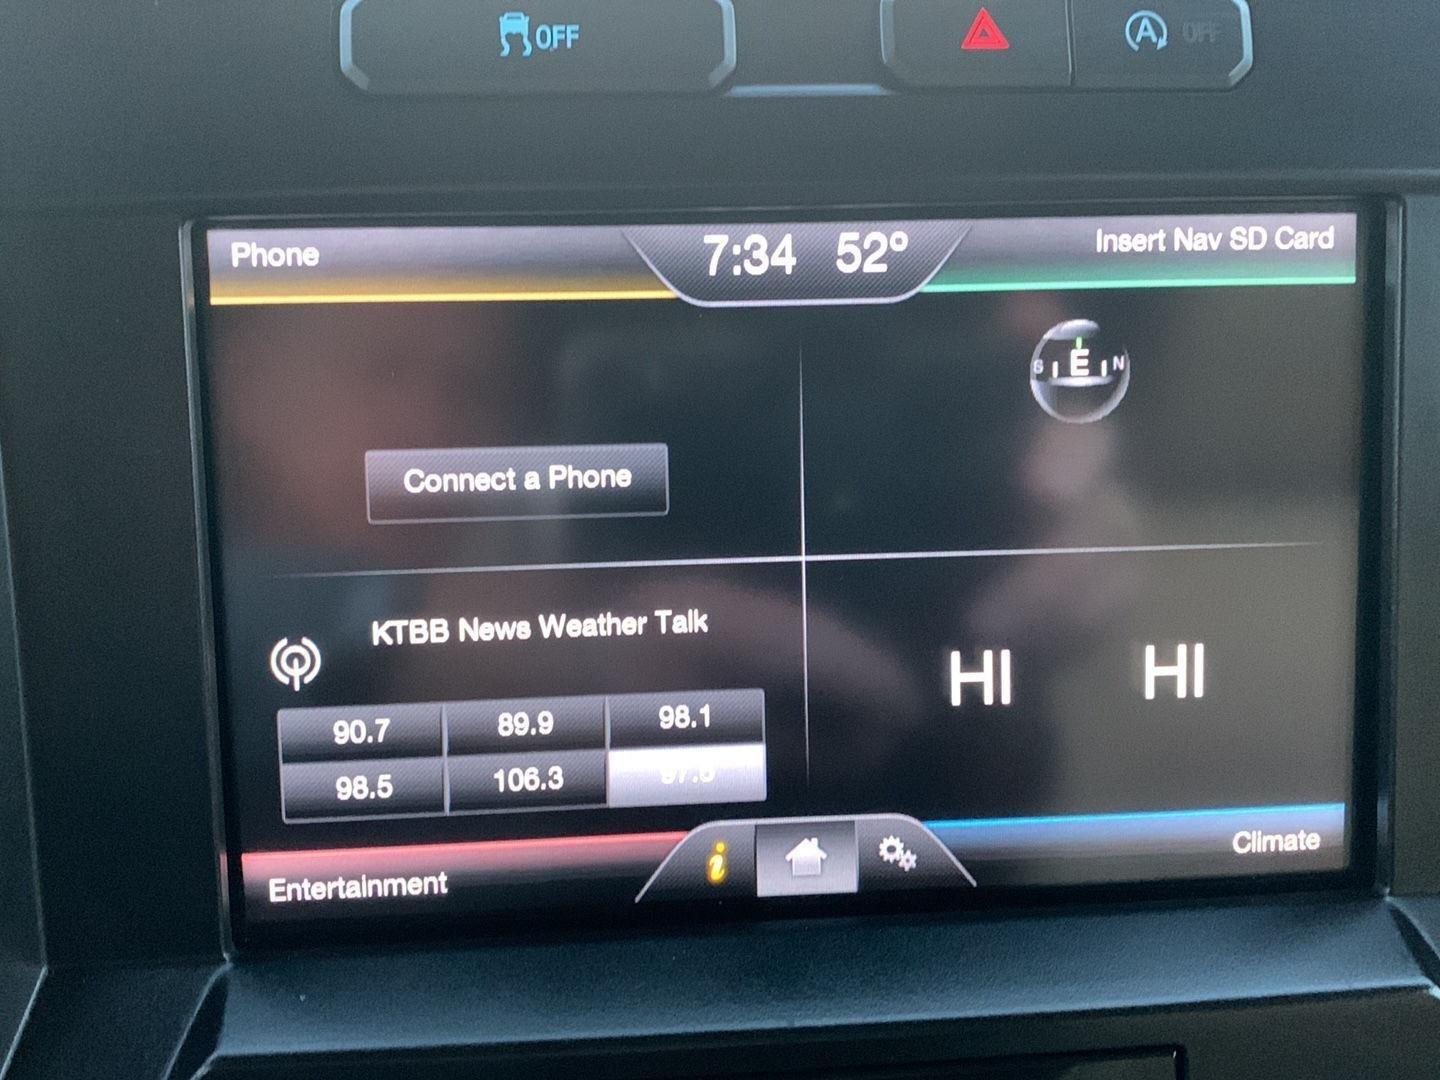 OFF
A OFF
Phone
7:34 52°
Insert Nav SD Card
S E N
Connect a Phone
KTBB News Weather Talk
90.7 89.9 98.1
98.5 106.3
HI HI
i
Entertainment
Climate